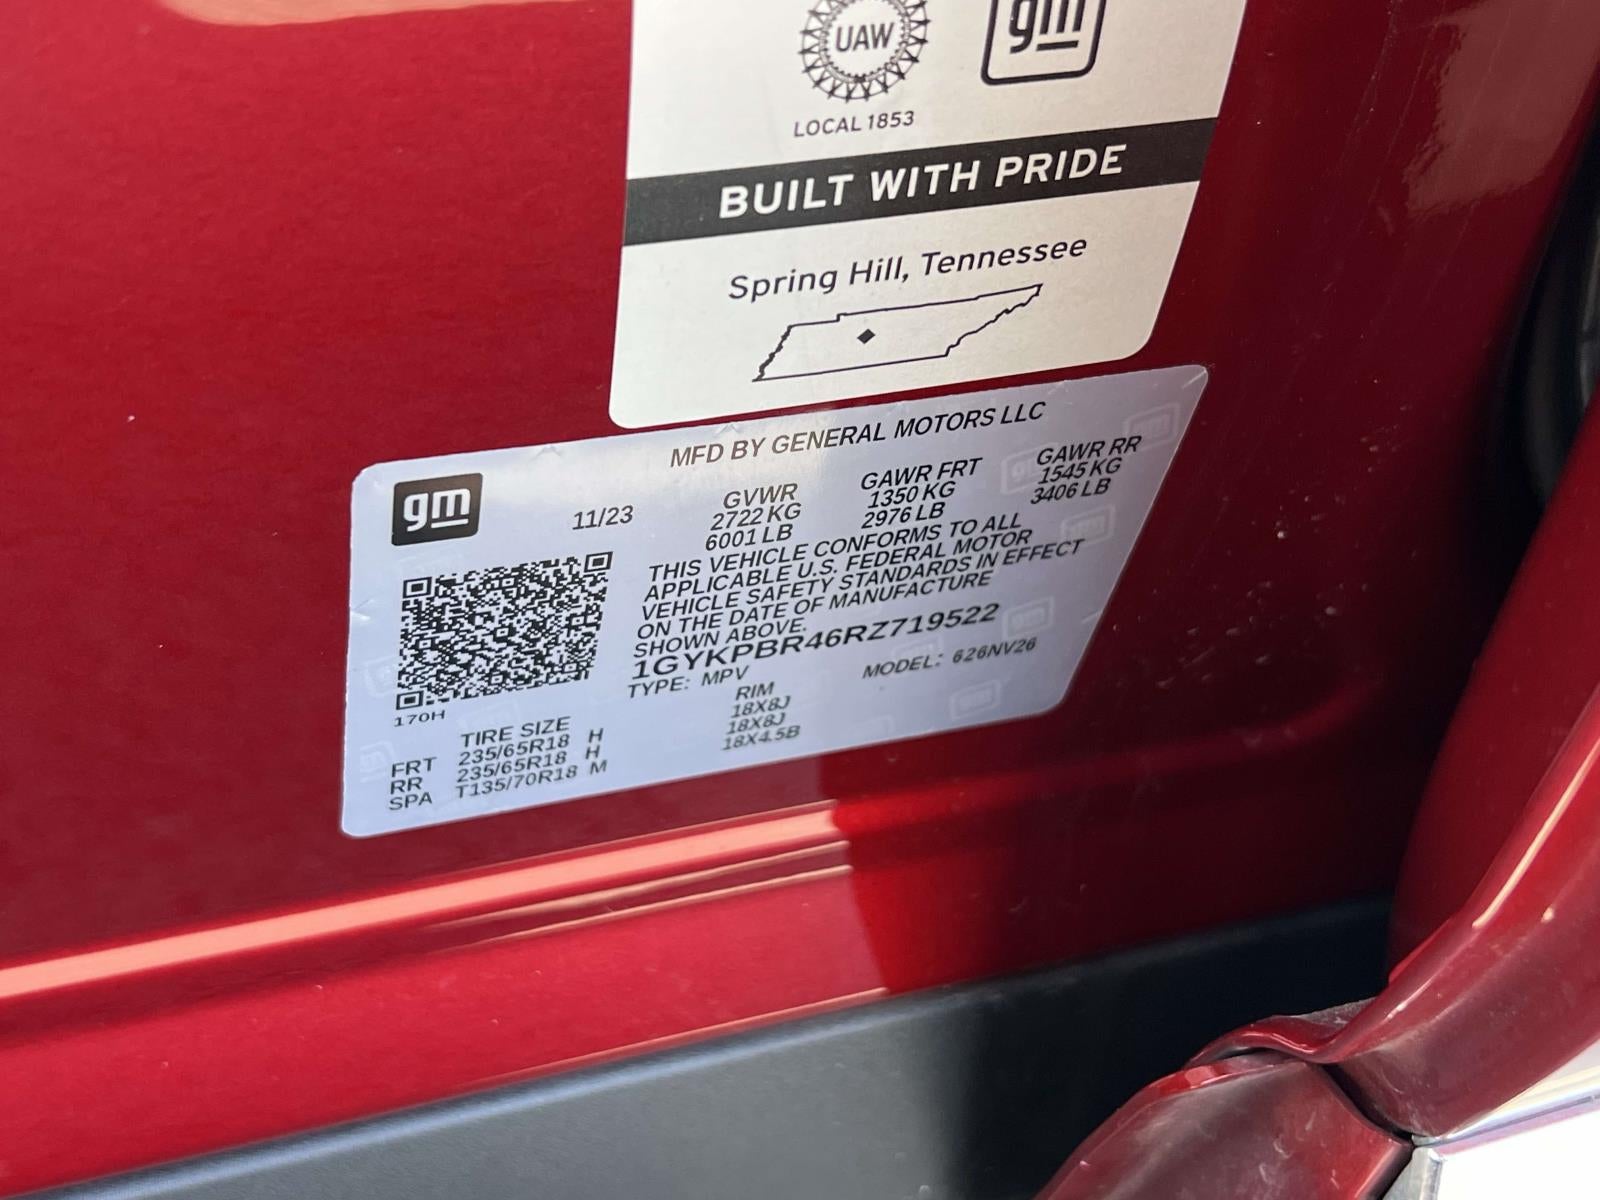 UAW
gm
LOCAL 1853
BUILT WITH PRIDE
Spring Hill, Tennessee
MFD BY GENERAL MOTORS LLC
gm
11/23
GVWR
2722 KG
6001 LB
GAWR FRT
1350 KG
2976 LB
GAWR RR
1545 KG
3406 LB
THIS VEHICLE CONFORMS TO ALL
APPLICABLE U.S. FEDERAL MOTOR
VEHICLE SAFETY STANDARDS IN EFFECT
ON THE DATE OF MANUFACTURE
SHOWN ABOVE.
1GYKPBR46RZ719522
TYPE: MPV MODEL: 626NV26
170H
TIRE SIZE RIM
FRT 235/65R18 H 18X8J
RR 235/65R18 H 18X8J
SPA T135/70R18 M 18X4.5B